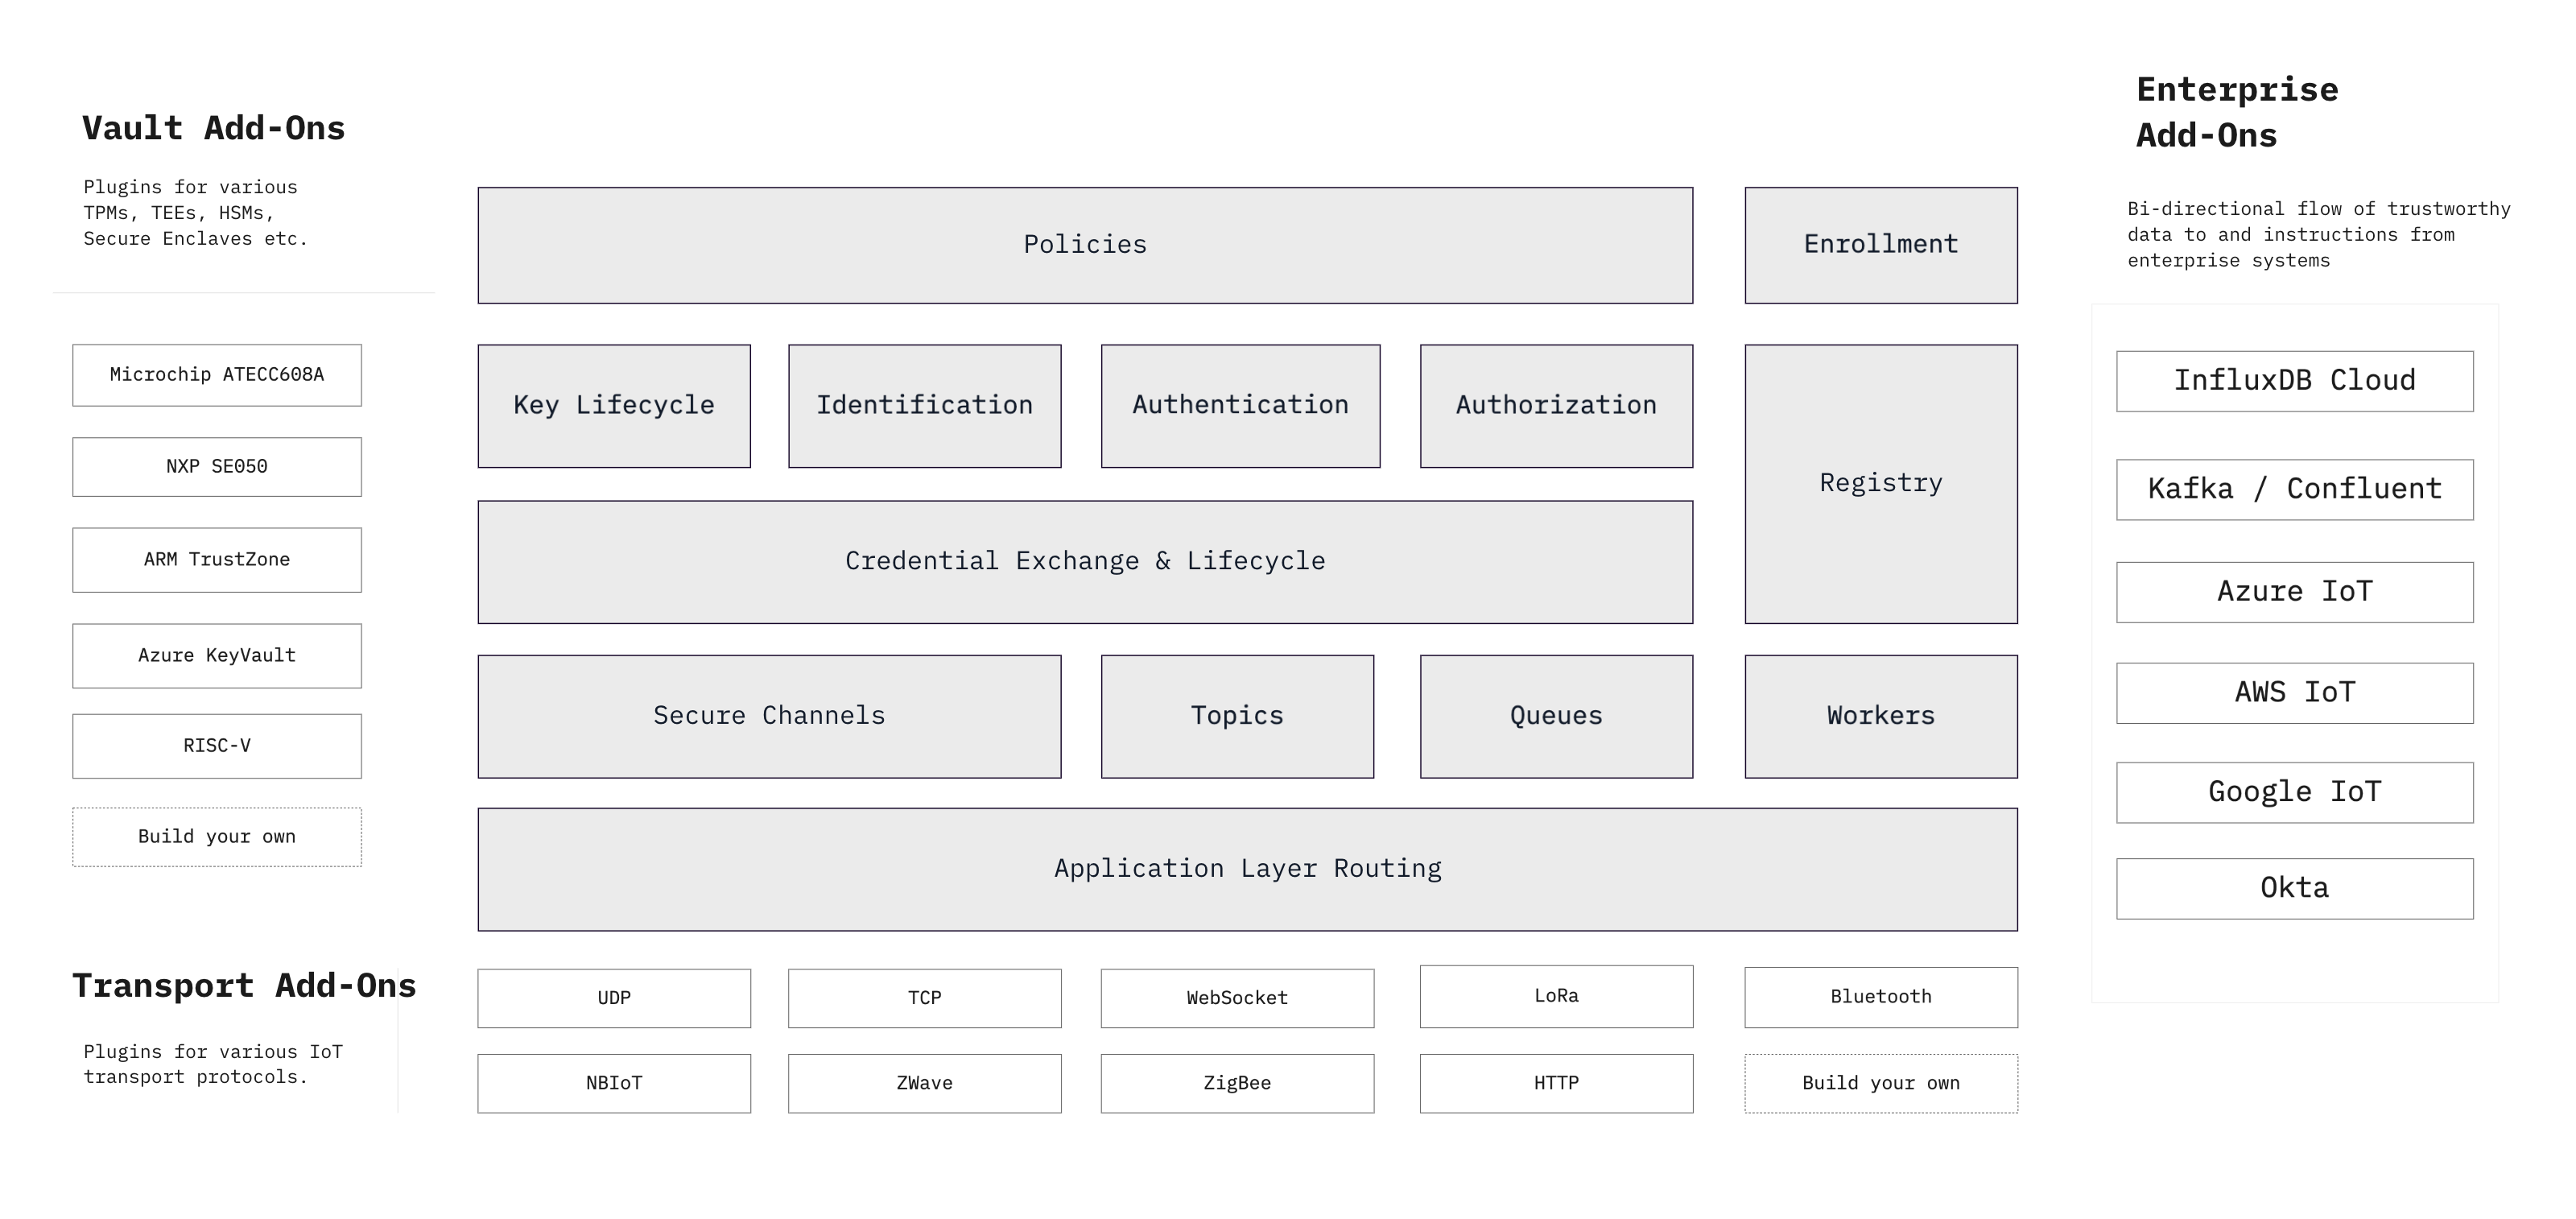 Vault Add-Ons
Plugins for various
TPMs, TEEs, HSMs,
Secure Enclaves etc.
Microchip ATECC608A
NXP SE050
ARM TrustZone
Azure KeyVault
RISC-V
Build your own
Policies
Enrollment
Key Lifecycle
Identification
Authentication
Authorization
Registry
Credential Exchange & Lifecycle
Secure Channels
Topics
Queues
Workers
Application Layer Routing
Transport Add-Ons
Plugins for various IoT
transport protocols.
UDP
TCP
WebSocket
LoRa
Bluetooth
NBIoT
ZWave
ZigBee
HTTP
Build your own
Enterprise
Add-Ons
Bi-directional flow of trustworthy
data to and instructions from
enterprise systems
InfluxDB Cloud
Kafka / Confluent
Azure IoT
AWS IoT
Google IoT
Okta